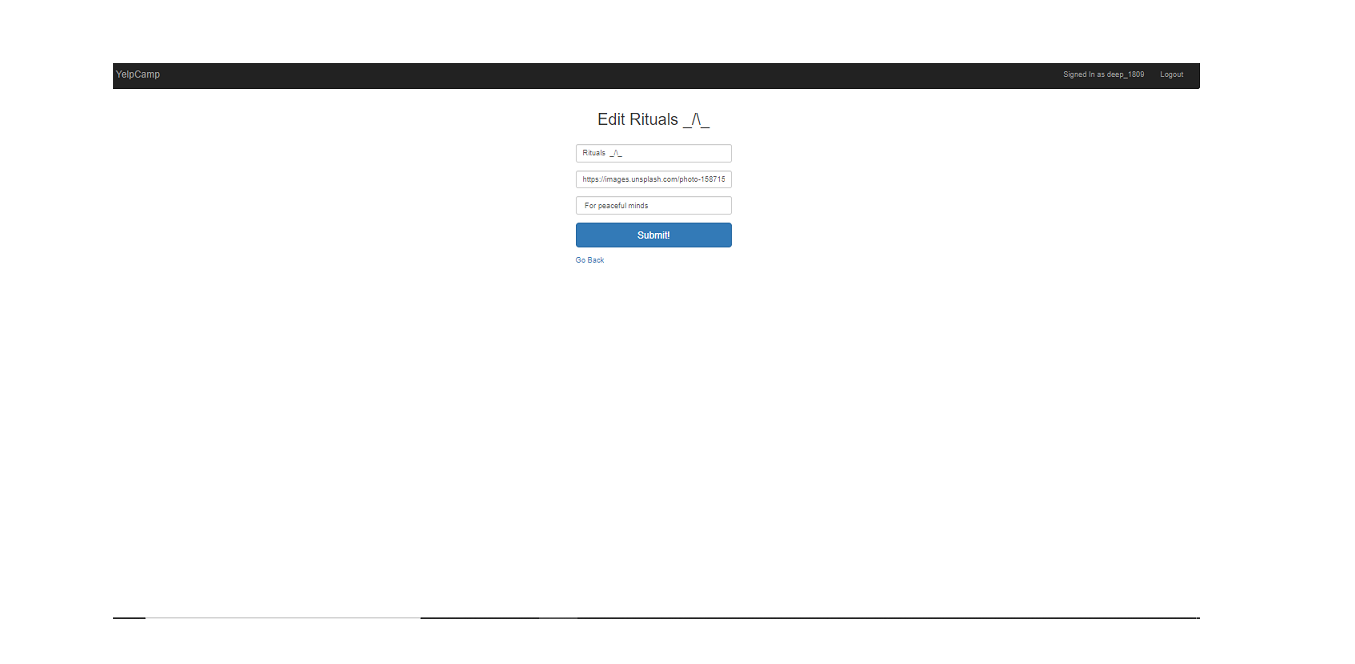 YelpCamp Signed In as deep_1809 Logout
Edit Rituals _/\_
Rituals _/\_
https://images.unsplash.com/photo-158715
For peaceful minds
Submit!
Go Back